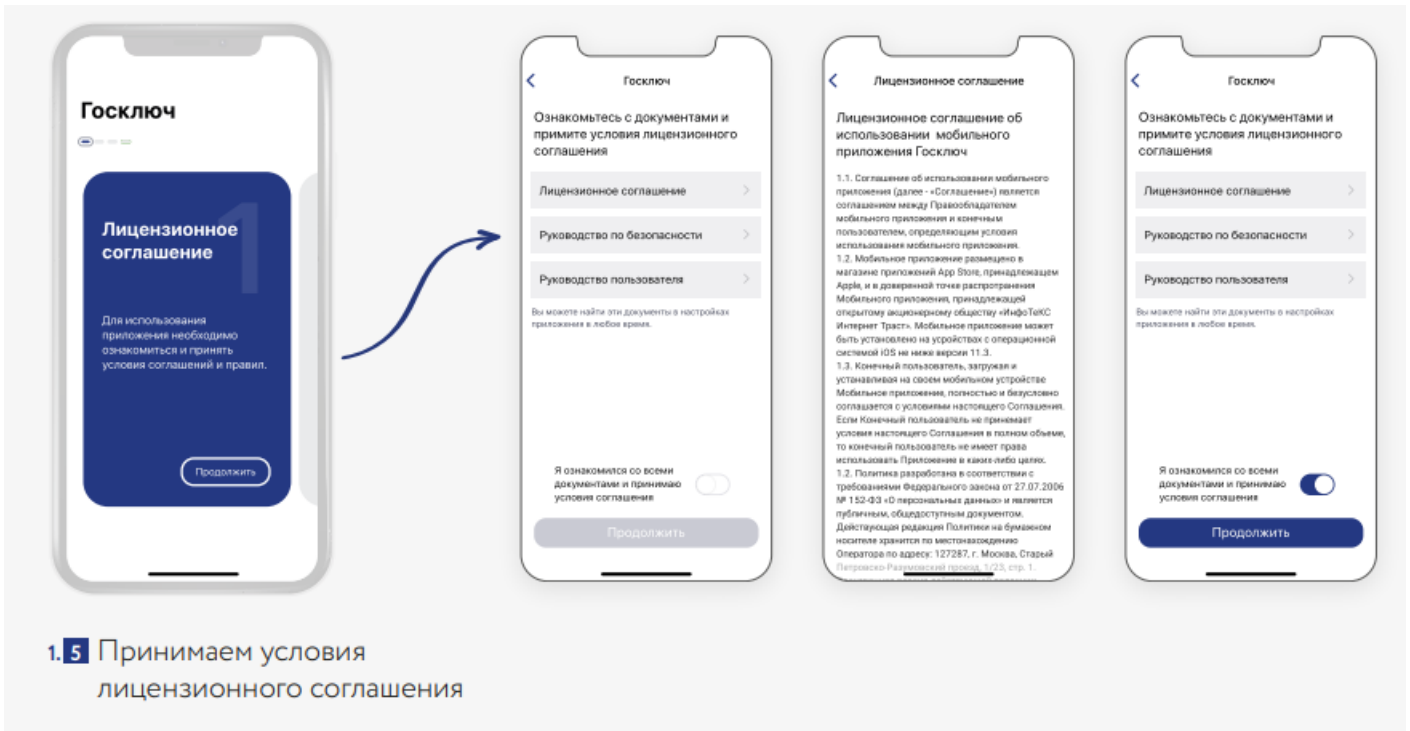 Госключ
1
Лицензионное
соглашение
Для использования
приложения необходимо
ознакомиться и принять
условия соглашений и правил.
Продолжить
Госключ
Ознакомьтесь с документами и
примите условия лицензионного
соглашения
Лицензионное соглашение
Руководство по безопасности
Руководство пользователя
Вы можете найти эти документы в настройках
приложения в любое время.
Я ознакомился со всеми
документами и принимаю
условия соглашения
Продолжить
Лицензионное соглашение
Лицензионное соглашение об
использовании мобильного
приложения Госключ
1.1. Соглашение об использовании мобильного
приложения (далее - «Соглашение») является
соглашением между Правообладателем
мобильного приложения и конечным
пользователем, определяющим условия
использования мобильного приложения.
1.2. Мобильное приложение размещено в
магазине приложений App Store, принадлежащем
Apple, и в доверенной точке распротранения
Мобильного приложения, принадлежащей
открытому акционерному обществу «ИнфоТеКС
Интернет Траст». Мобильное приложение может
быть установлено на усройствах с операционной
системой iOS не ниже версии 11.3.
1.3. Конечный пользователь, загружая и
устанавливая на своем мобильном устройстве
Мобильное приложение, полностью и безусловно
соглашается с условиями настоящего Соглашения.
Если Конечный пользователь не принемает
условия настоящего Соглашения в полном объеме,
то конечный пользователь не имеет права
использовать Приложение в каких-либо целях.
1.2. Политика разработана в соответствии с
требованиями Федерального закона от 27.07.2006
№ 152-ФЗ «О персональных данных» и является
публичным, общедоступным документом.
Действующая редакция Политики на бумажном
носителе хранится по местонахождению
Оператора по адресу: 127287, г. Москва, Старый
Петровско-Разумовский проезд, 1/23, стр. 1.
Госключ
Ознакомьтесь с документами и
примите условия лицензионного
соглашения
Лицензионное соглашение
Руководство по безопасности
Руководство пользователя
Вы можете найти эти документы в настройках
приложения в любое время.
Я ознакомился со всеми
документами и принимаю
условия соглашения
Продолжить
1.5 Принимаем условия
лицензионного соглашения